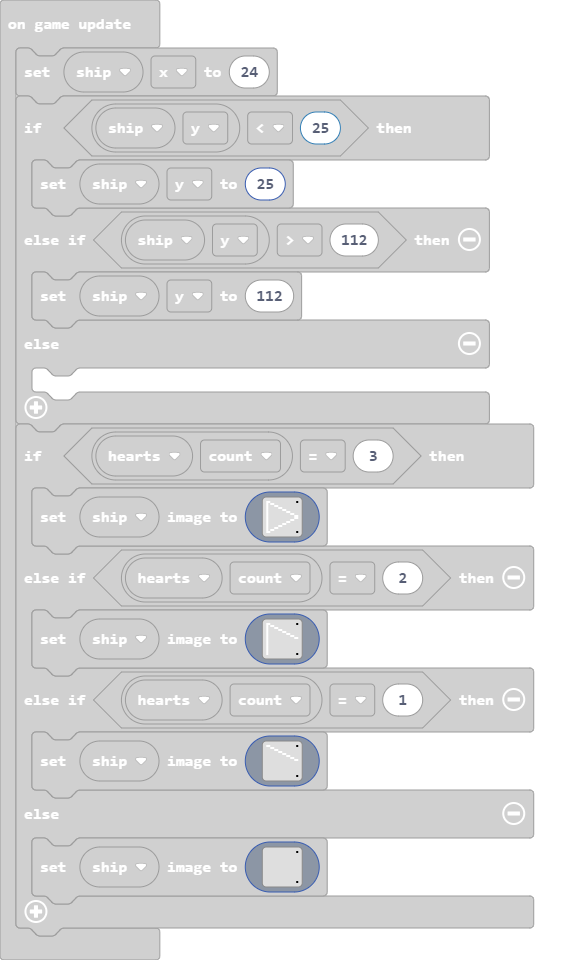 on game update
set ship x to 24
if ship y < 25 then
set ship y to 25
else if ship y > 112 then
set ship y to 112
else
if hearts count = 3 then
set ship image to
else if hearts count = 2 then
set ship image to
else if hearts count = 1 then
set ship image to
else
set ship image to